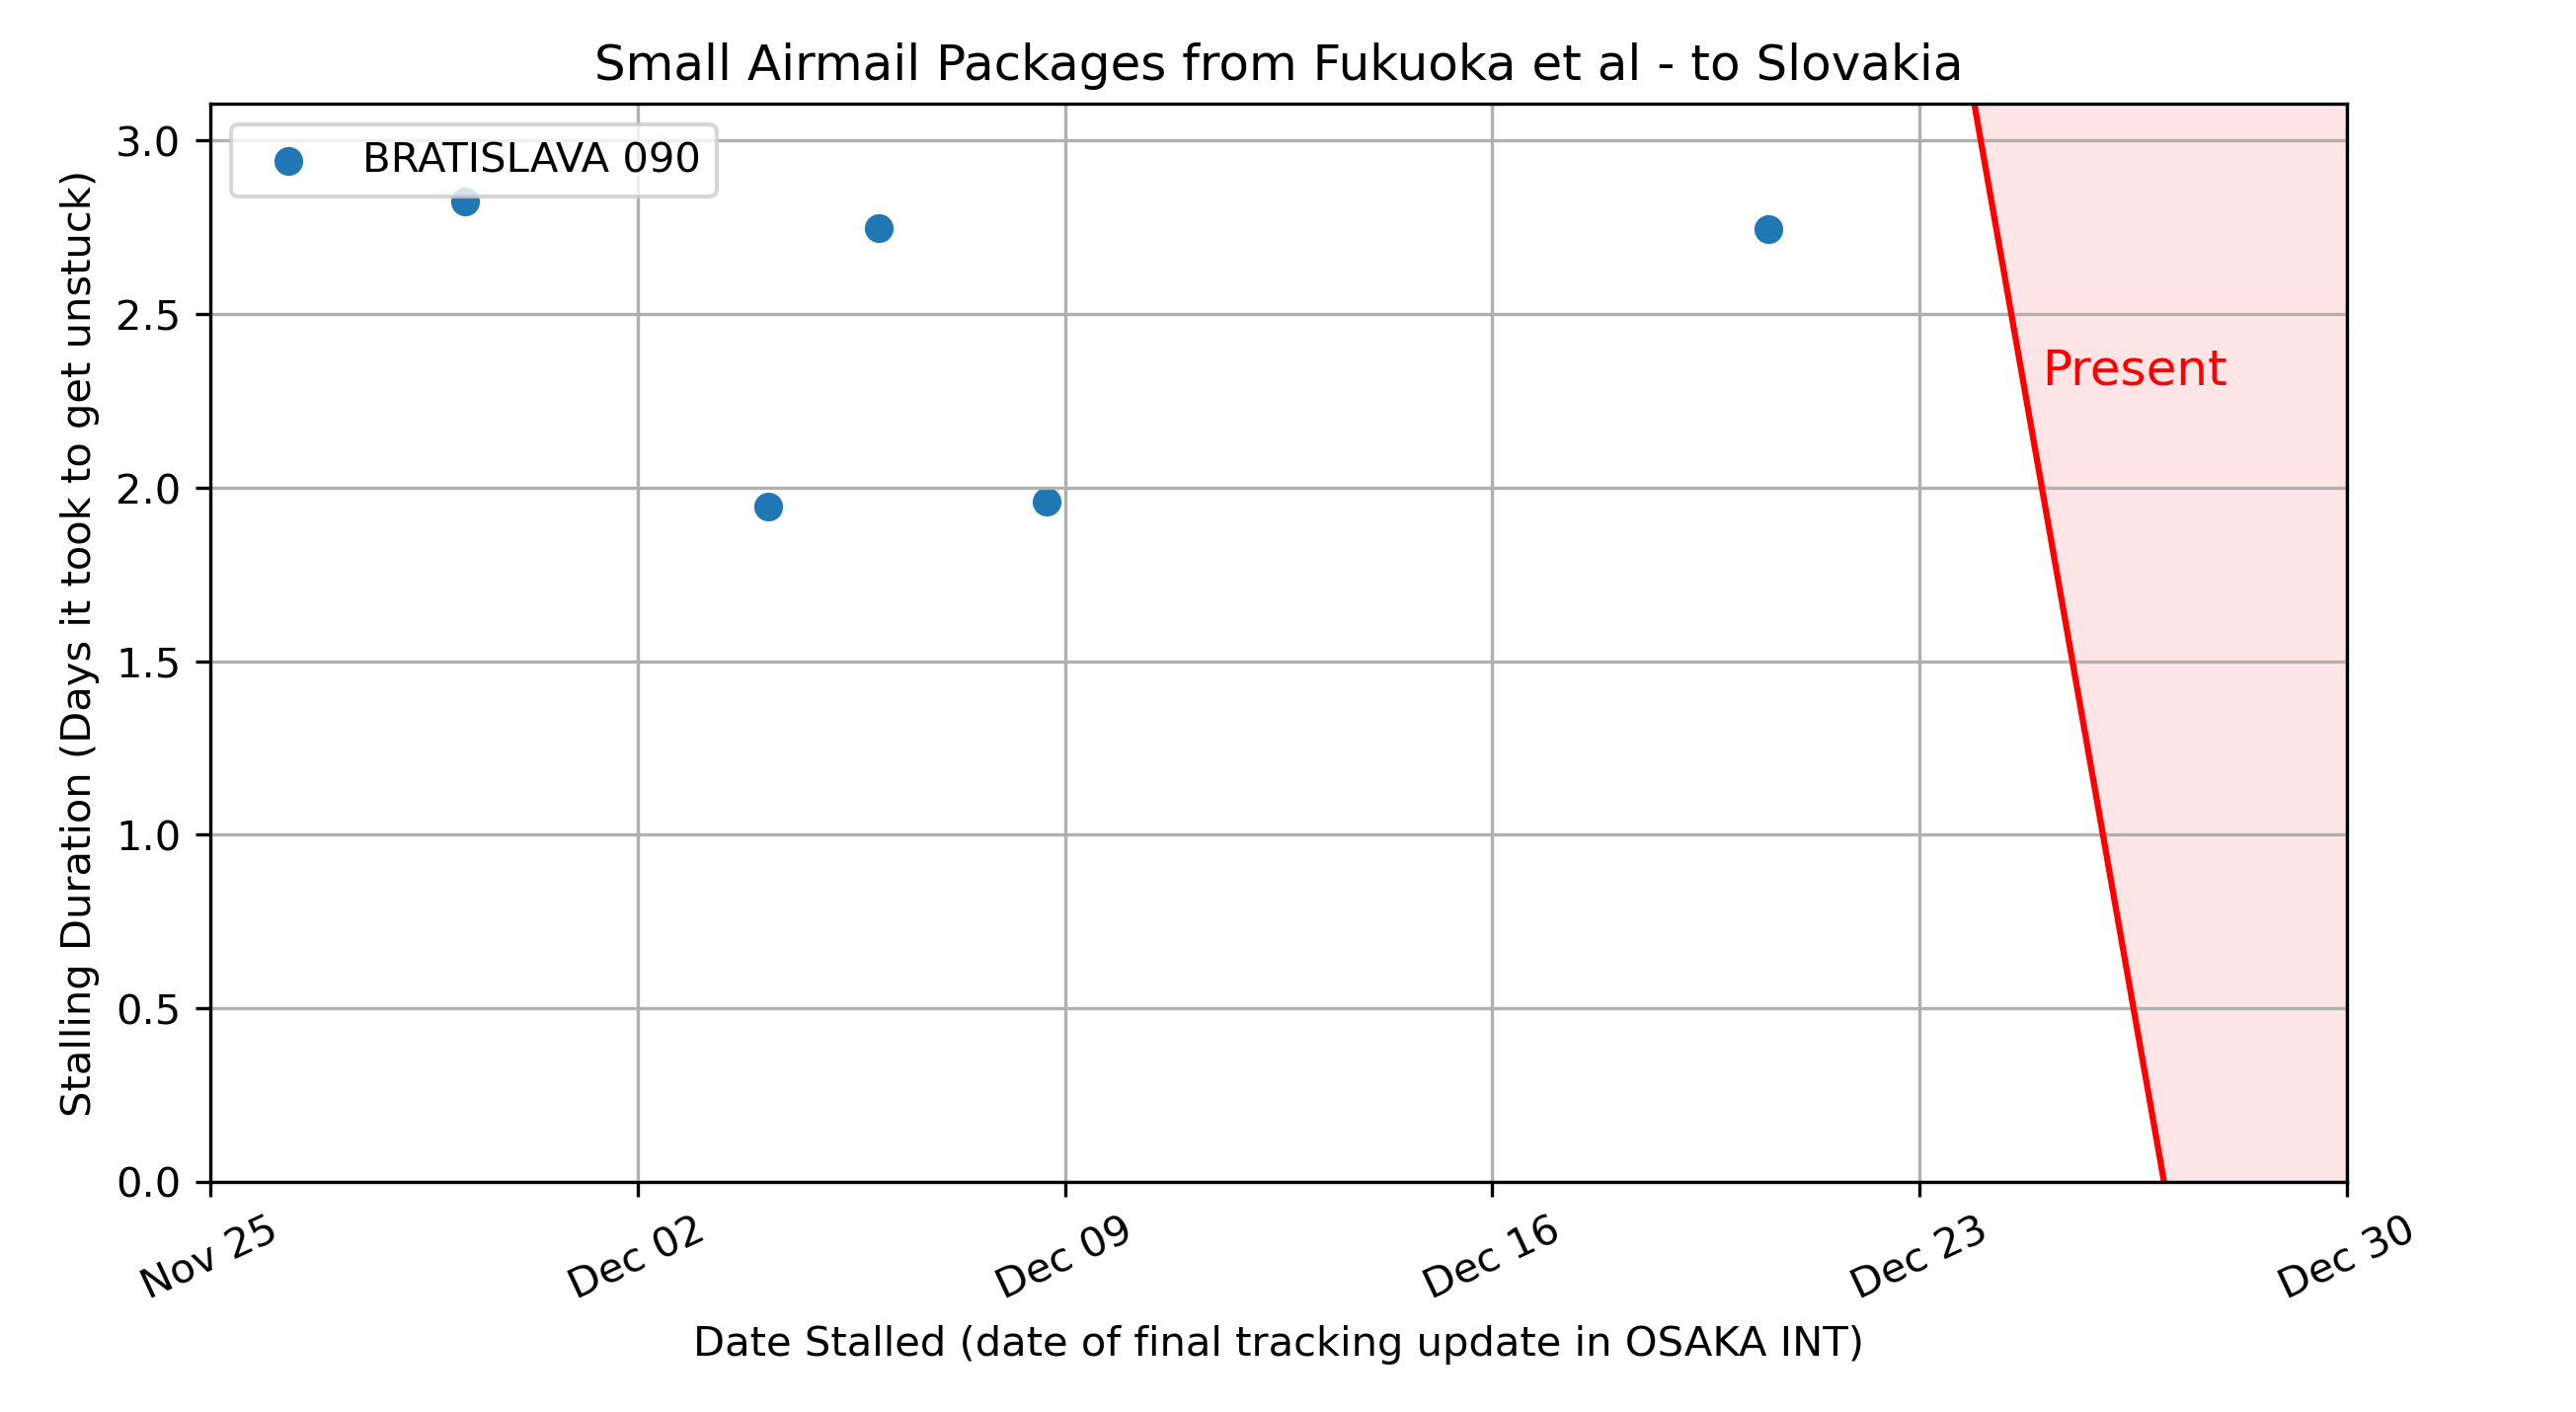 Small Airmail Packages from Fukuoka et al - to Slovakia
BRATISLAVA 090
Present
Stalling Duration (Days it took to get unstuck)
3.0
2.5
2.0
1.5
1.0
0.5
0.0
Nov 25
Dec 02
Dec 09
Dec 16
Dec 23
Dec 30
Date Stalled (date of final tracking update in OSAKA INT)